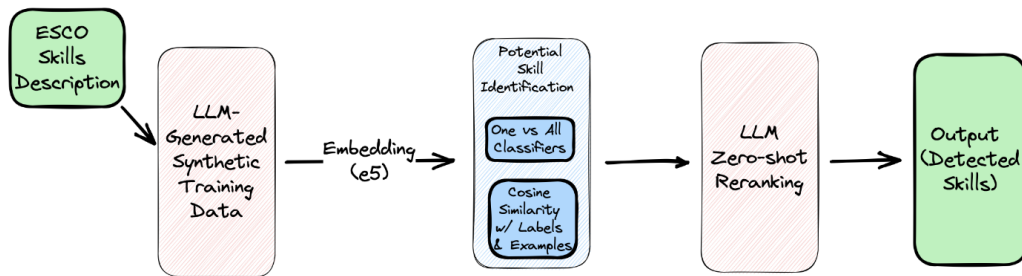 ESCO
Skills
Description
LLM-
Generated
Synthetic
Training
Data
Embedding
(e5)
Potential
Skill
Identification
One vs All
Classifiers
Cosine
Similarity
w/ Labels
& Examples
LLM
Zero-shot
Reranking
Output
(Detected
Skills)